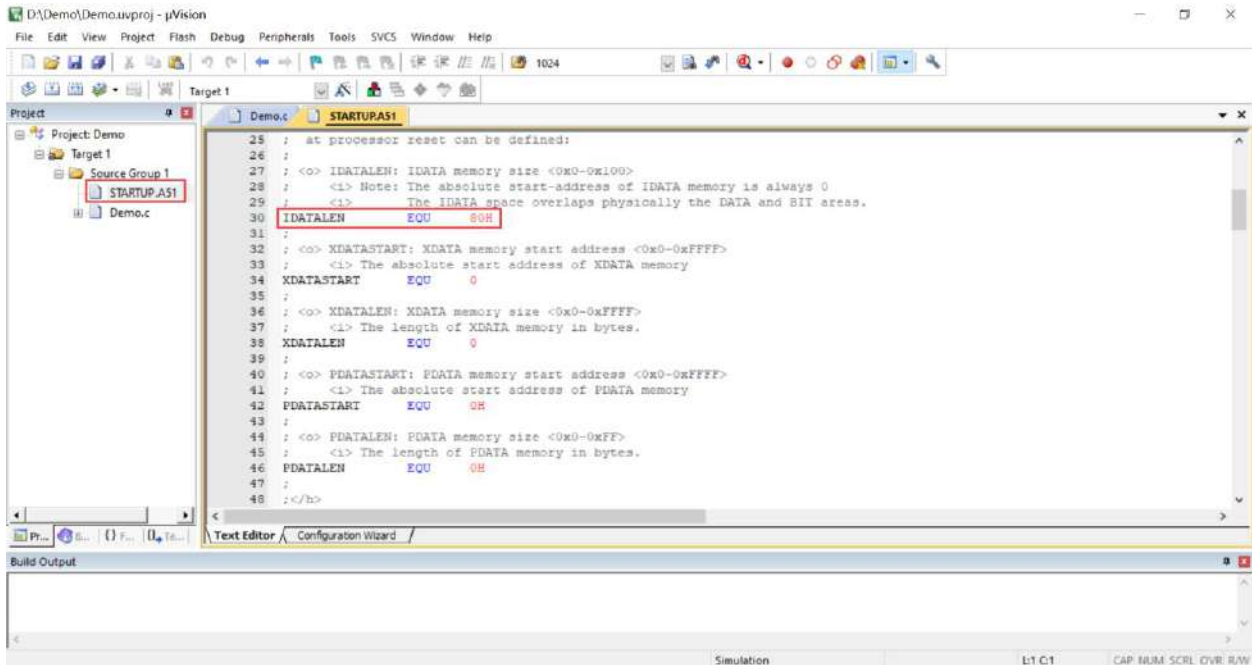 D:\Demo\Demo.uvproj - µVision
File Edit View Project Flash Debug Peripherals Tools SVCS Window Help
1024
Target 1
Project
Demo.c STARTUP.A51
Project: Demo
Target 1
Source Group 1
STARTUP.A51
Demo.c
25 ; at processor reset can be defined:
26 ;
27 ; <o> IDATALEN: IDATA memory size <0x0-0x100>
28 ; <i> Note: The absolute start-address of IDATA memory is always 0
29 ; <i> The IDATA space overlaps physically the DATA and BIT areas.
30 IDATALEN EQU 80H
31 ;
32 ; <o> XDATASTART: XDATA memory start address <0x0-0xFFFF>
33 ; <i> The absolute start address of XDATA memory
34 XDATASTART EQU 0
35 ;
36 ; <o> XDATALEN: XDATA memory size <0x0-0xFFFF>
37 ; <i> The length of XDATA memory in bytes.
38 XDATALEN EQU 0
39 ;
40 ; <o> PDATASTART: PDATA memory start address <0x0-0xFFFF>
41 ; <i> The absolute start address of PDATA memory
42 PDATASTART EQU 0H
43 ;
44 ; <o> PDATALEN: PDATA memory size <0x0-0xFF>
45 ; <i> The length of PDATA memory in bytes.
46 PDATALEN EQU 0H
47 ;
48 ;</h>
Pr... B... {} F... 0 Te...
Text Editor Configuration Wizard
Build Output
Simulation L:1 C:1 CAP NUM SCRL OVR R/W